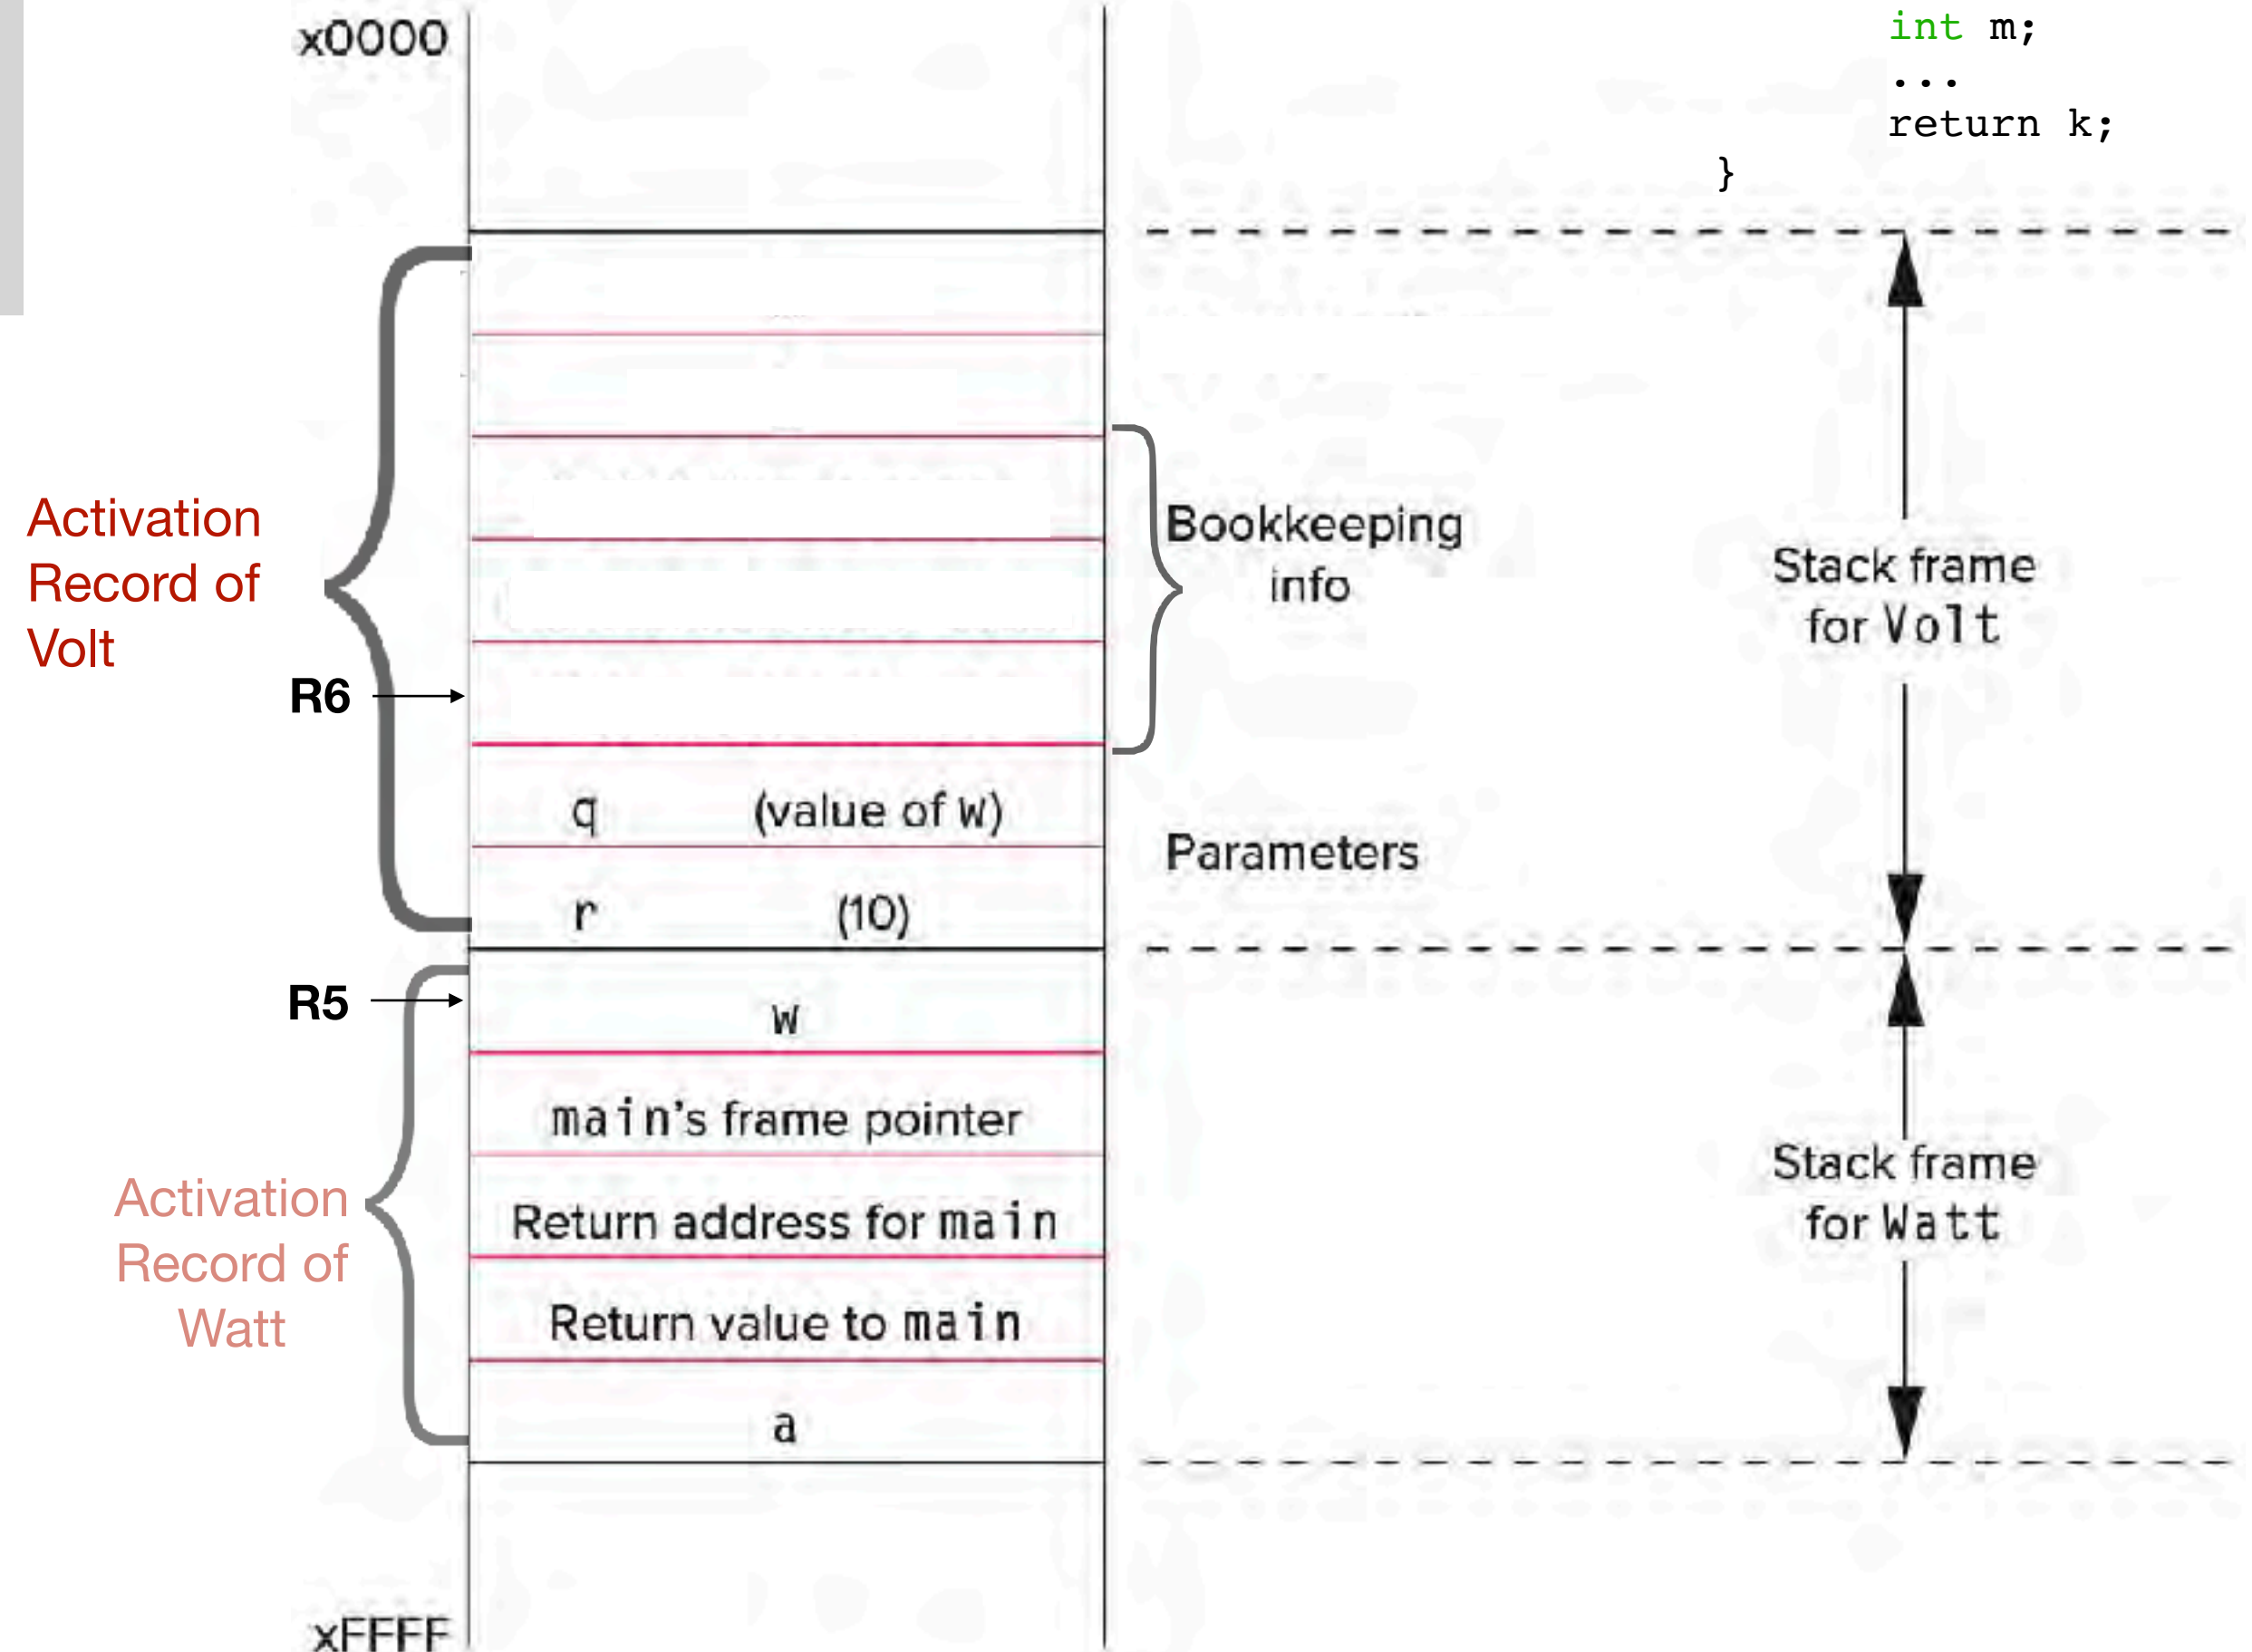 x0000
int m;
...
return k;
}
Activation
Record of
Volt
Bookkeeping
info
Stack frame
for Volt
R6
q (value of w)
Parameters
r (10)
R5
w
main's frame pointer
Activation
Record of
Watt
Return address for main
Stack frame
for Watt
Return value to main
a
xFFFF